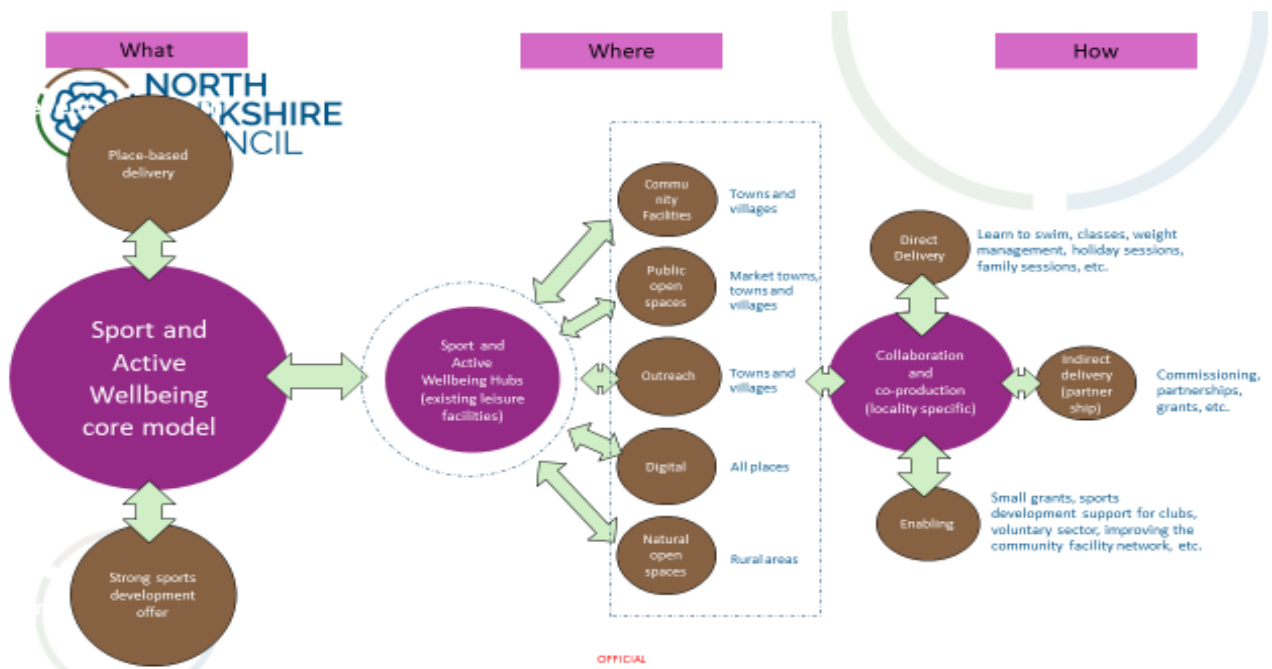 What
Where
How
NORTH
KSHIRE
NCIL
Place-based
delivery
Sport and
Active
Wellbeing
core model
Strong sports
development
offer
Sport and
Active
Wellbeing Hubs
(existing leisure
facilities)
Commu
nity
Facilities
Towns and
villages
Public
open
spaces
Market towns,
towns and
villages
Outreach
Towns and
villages
Digital
All places
Natural
open
spaces
Rural areas
Direct
Delivery
Learn to swim, classes, weight
management, holiday sessions,
family sessions, etc.
Collaboration
and
co-production
(locality specific)
Indirect
delivery
(partner
ship)
Commissioning,
partnerships,
grants, etc.
Enabling
Small grants, sports
development support for clubs,
voluntary sector, improving the
community facility network, etc.
OFFICIAL